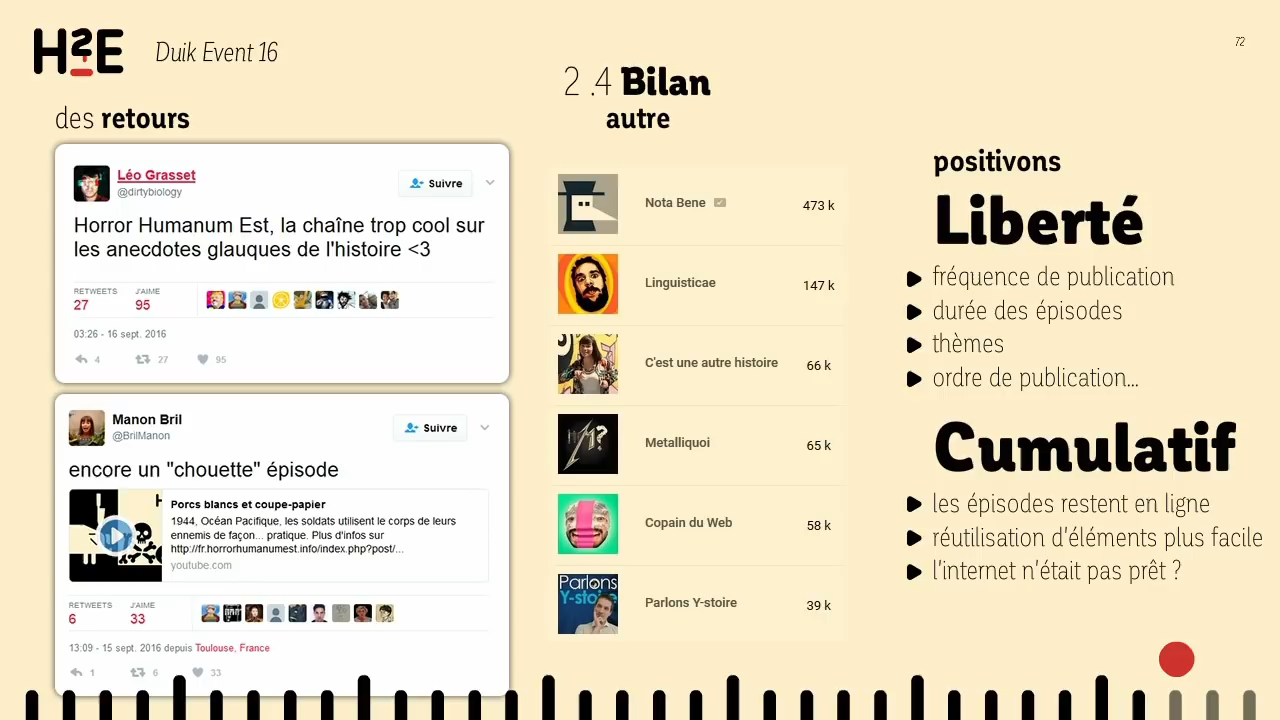 H2E
Duik Event 16
72
2 .4 Bilan
autre
des retours
Léo Grasset
@dirtybiology
Suivre
Horror Humanum Est, la chaîne trop cool sur
les anecdotes glauques de l'histoire <3
RETWEETS
27
J'AIME
95
03:26 - 16 sept. 2016
4
27
95
Manon Bril
@BrilManon
Suivre
encore un "chouette" épisode
Porcs blancs et coupe-papier
1944, Océan Pacifique, les soldats utilisent le corps de leurs
ennemis de façon... pratique. Plus d'infos sur
http://fr.horrorhumanumest.info/index.php?post/...
youtube.com
RETWEETS
6
J'AIME
33
13:09 - 15 sept. 2016 depuis Toulouse, France
1
6
33
Nota Bene
473 k
Linguisticae
147 k
C'est une autre histoire
66 k
Metalliquoi
65 k
Copain du Web
58 k
Parlons
Y-stoire
Parlons Y-stoire
39 k
positivons
Liberté
fréquence de publication
durée des épisodes
thèmes
ordre de publication...
Cumulatif
les épisodes restent en ligne
réutilisation d'éléments plus facile
l'internet n'était pas prêt ?